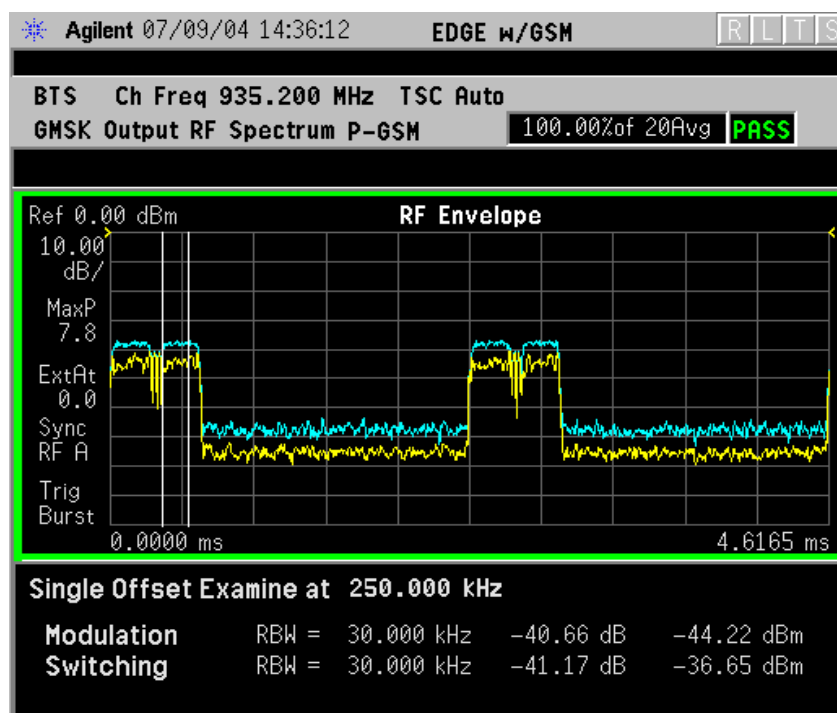 Agilent 07/09/04 14:36:12 EDGE w/GSM R L T S
BTS Ch Freq 935.200 MHz TSC Auto
GMSK Output RF Spectrum P-GSM 100.00%of 20Avg PASS
Ref 0.00 dBm RF Envelope
10.00
dB/
MaxP
7.8
ExtAt
0.0
Sync
RF A
Trig
Burst
0.0000 ms 4.6165 ms
Single Offset Examine at 250.000 kHz
Modulation RBW = 30.000 kHz -40.66 dB -44.22 dBm
Switching RBW = 30.000 kHz -41.17 dB -36.65 dBm